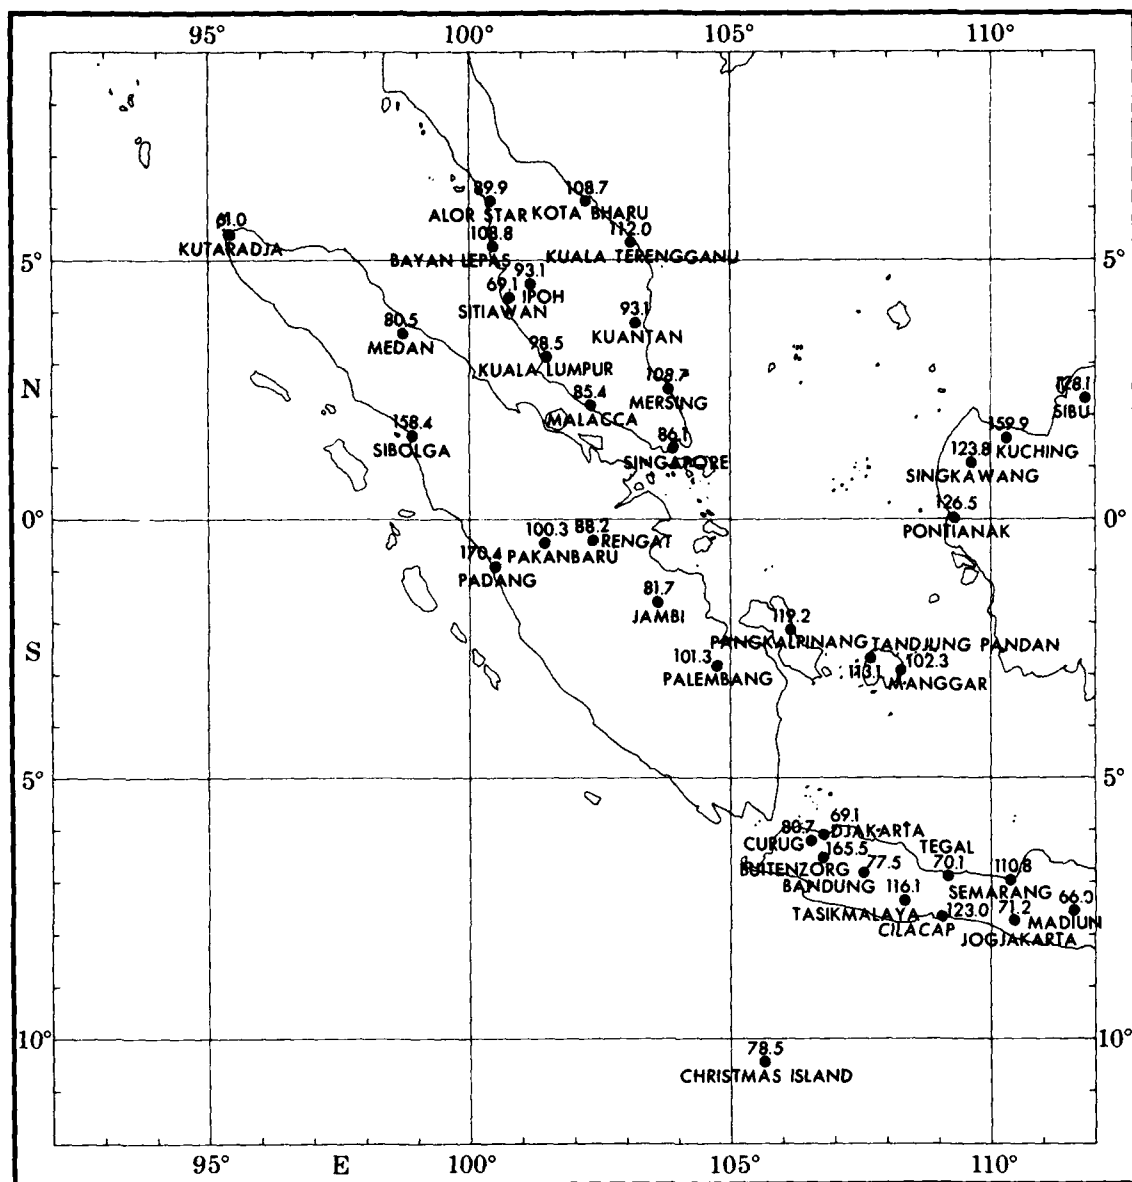 95° 100° 105° 110°
89.9 108.7
ALOR STAR KOTA BHARU
61.0 108.8 112.0
KUTARADJA BAYAN LEPAS KUALA TERENGGANU
5° 5°
93.1
69.1 IPOH
SITIAWAN
80.5 93.1
MEDAN KUANTAN
98.5
KUALA LUMPUR
N 108.7 128.1
MERSING SIBU
85.4
MALACCA
158.4 86.1 159.9
SIBOLGA SINGAPORE KUCHING
123.8
SINGKAWANG
126.5
0° 0°
PONTIANAK
100.3 88.2 RENGAT
PAKANBARU
170.4
PADANG
81.7
JAMBI
119.2
PANGKALPINANG TANDJUNG PANDAN
S 101.3 113.1 102.3
PALEMBANG MANGGAR
5° 5°
80.7 69.1 DJAKARTA
CURUG 165.5 TEGAL
BUITENZORG 77.5 70.1 110.8
BANDUNG 116.1 SEMARANG
TASIKMALAYA 123.0 71.2 66.0
CILACAP JOGJAKARTA MADIUN
10° 10°
78.5
CHRISTMAS ISLAND
95° E 100° 105° 110°